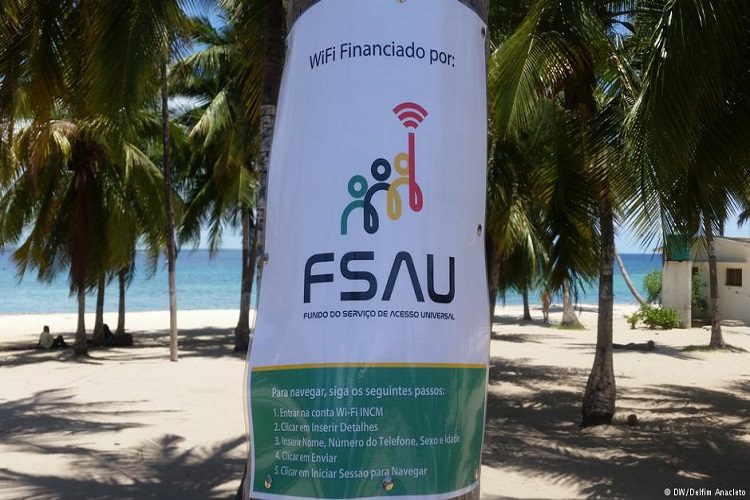 WiFi Financiado por:
FSAU
FUNDO DO SERVIÇO DE ACESSO UNIVERSAL
Para navegar, siga os seguintes passos:
1. Entrar na conta Wi-Fi INCM
2. Clicar em Inserir Detalhes
3. Inserir Nome, Número do Telefone, Sexo e Idade
4. Clicar em Enviar
5. Clicar em Iniciar Sessao para Navegar
© DW/Delfim Anacleto